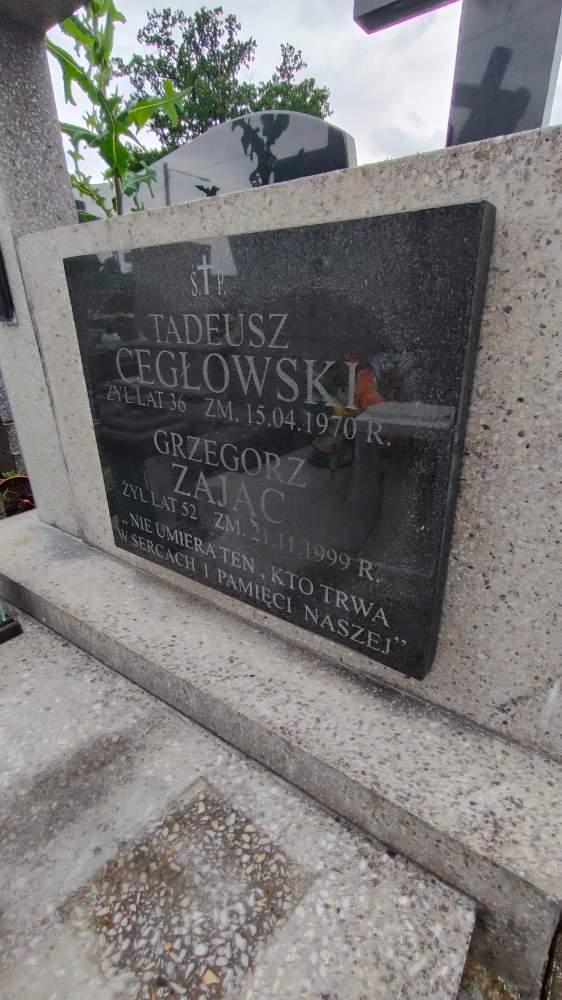 Ś.†P.
TADEUSZ
CEGŁOWSKI
ŻYŁ LAT 36 ZM. 15.04.1970 R.
GRZEGORZ
ZAJĄC
ŻYŁ LAT 52 ZM. 21.11.1999 R.
„NIE UMIERA TEN, KTO TRWA
W SERCACH I PAMIĘCI NASZEJ”